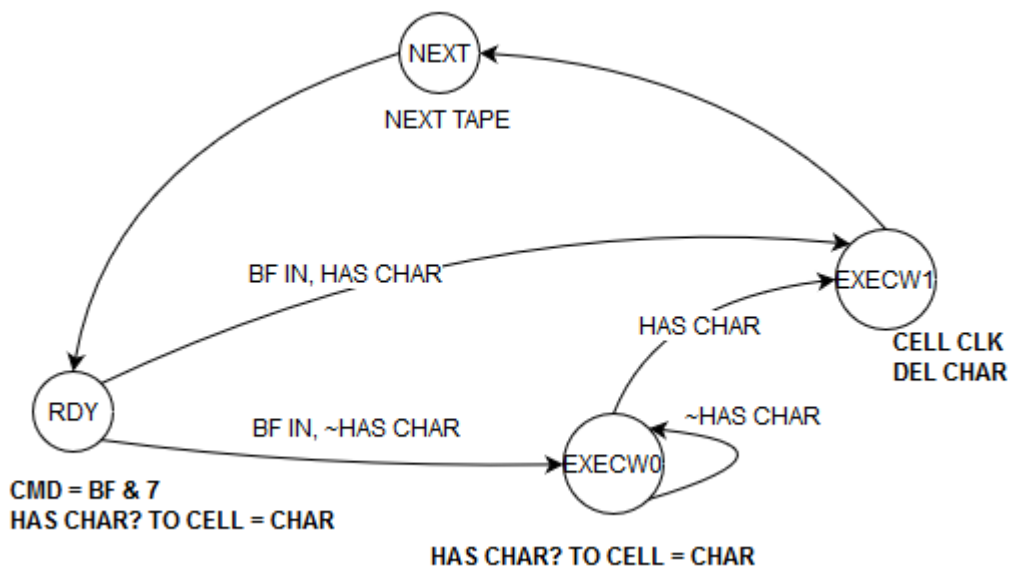 NEXT
NEXT TAPE
BF IN, HAS CHAR
EXECW1
HAS CHAR
CELL CLK
DEL CHAR
RDY
BF IN, ~HAS CHAR
~HAS CHAR
EXECW0
CMD = BF & 7
HAS CHAR? TO CELL = CHAR
HAS CHAR? TO CELL = CHAR